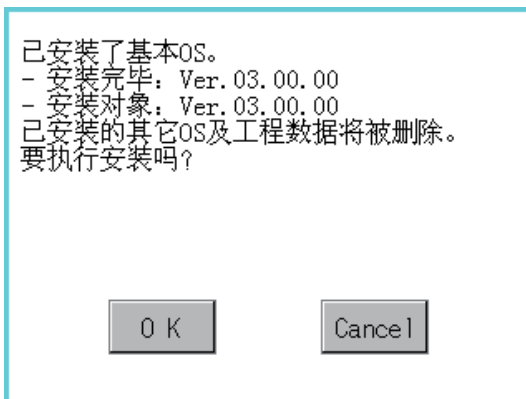 已安装了基本OS。
- 安装完毕：Ver.03.00.00
- 安装对象：Ver.03.00.00
已安装的其它OS及工程数据将被删除。
要执行安装吗？
OK
Cancel